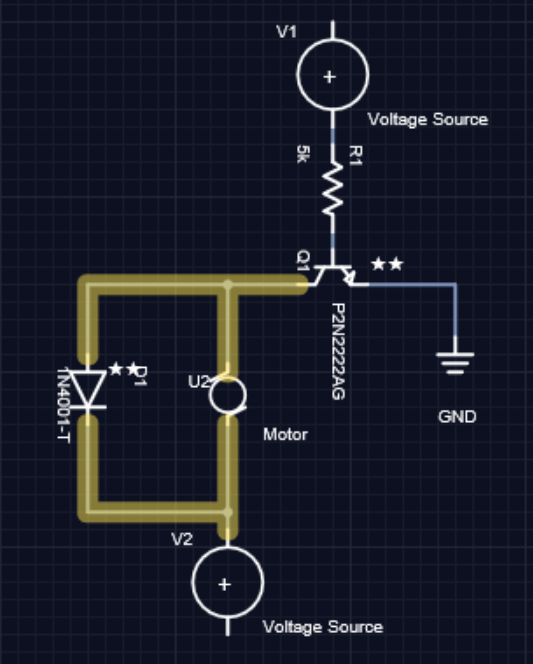 V1
+
Voltage Source
5k
R1
Q1
★★
P2N2222AG
GND
★★
D1
1N4001-T
U2
Motor
V2
+
Voltage Source